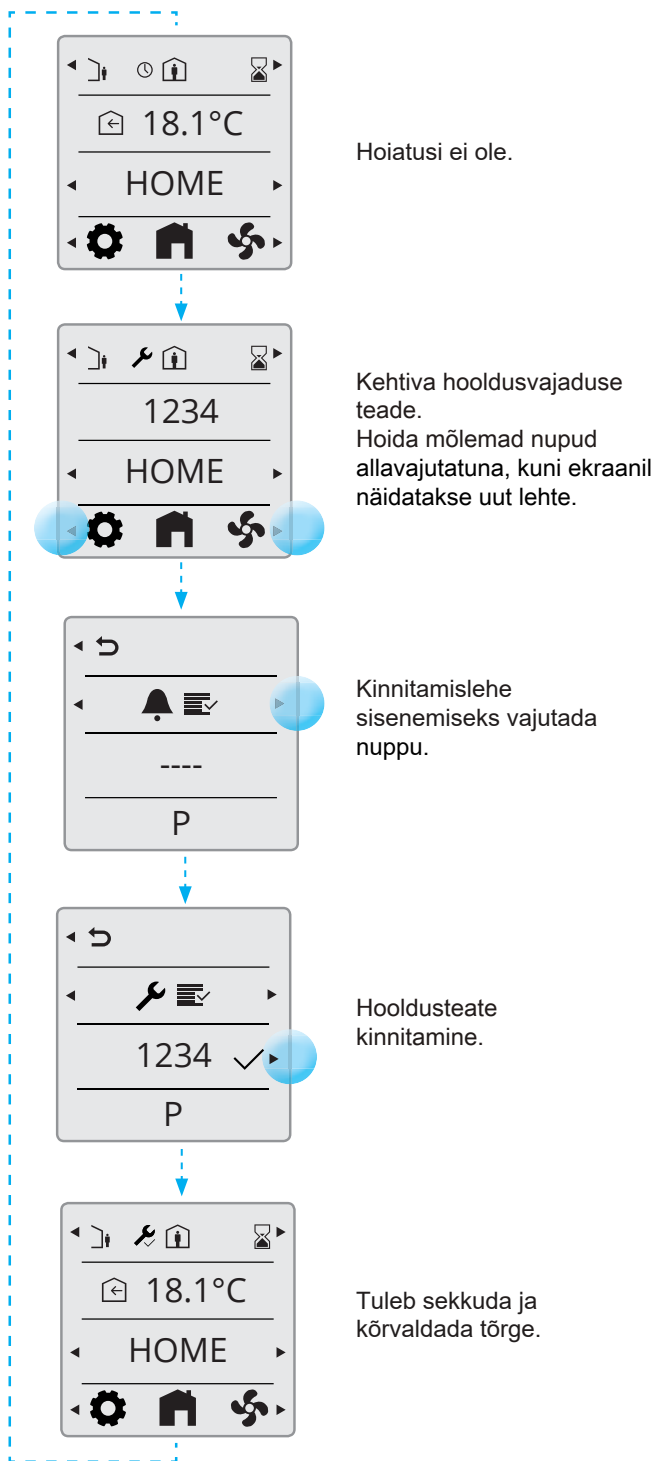 18.1°C
HOME
Hoiatusi ei ole.
1234
HOME
Kehtiva hooldusvajaduse
teade.
Hoida mõlemad nupud
allavajutatuna, kuni ekraanil
näidatakse uut lehte.
----
P
Kinnitamislehe
sisenemiseks vajutada
nuppu.
1234
P
Hooldusteate
kinnitamine.
18.1°C
HOME
Tuleb sekkuda ja
kõrvaldada tõrge.